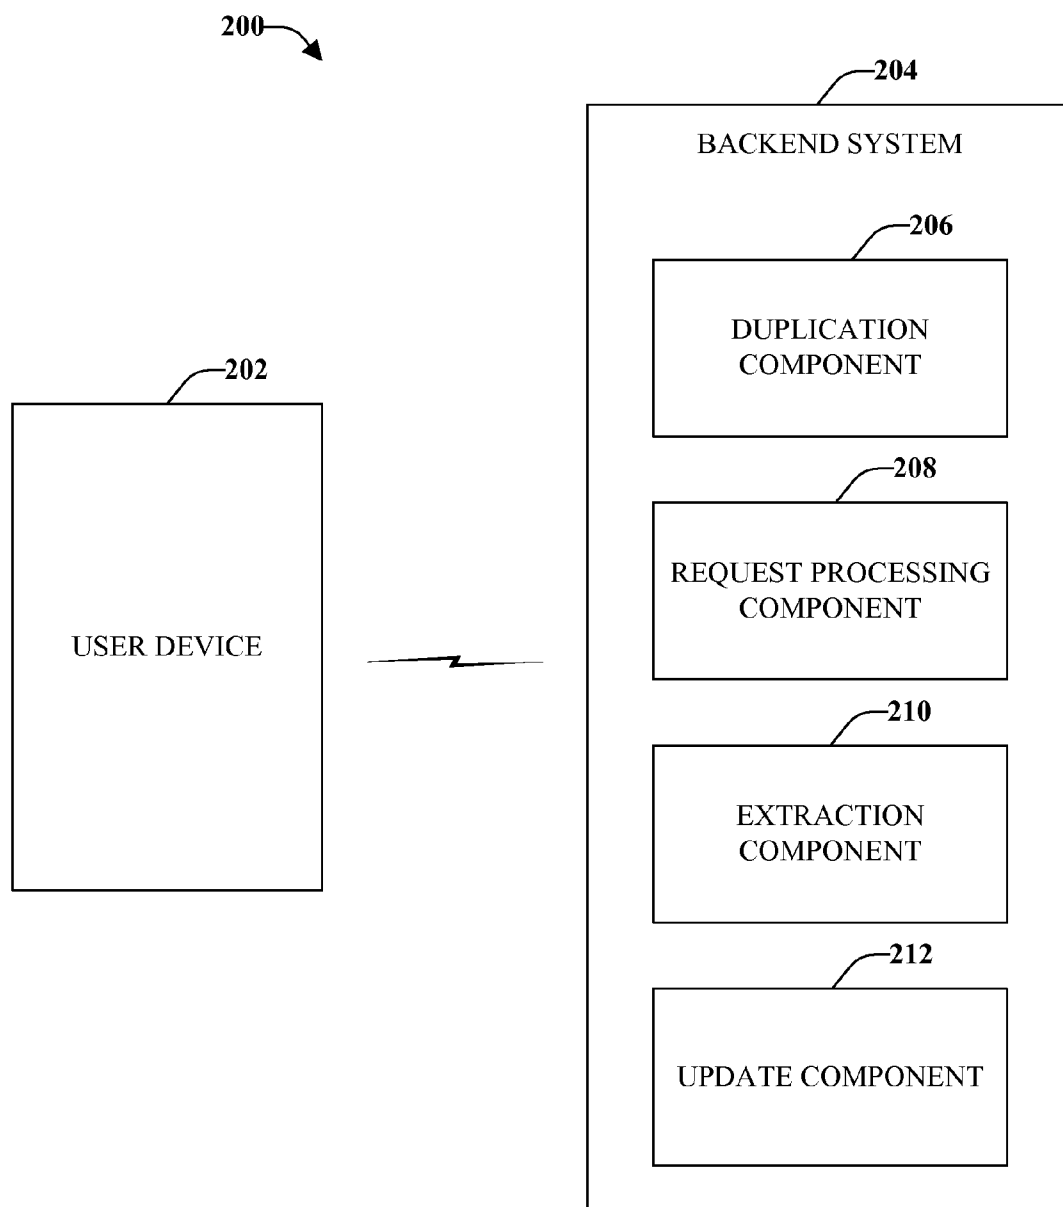 200
204
BACKEND SYSTEM
206
DUPLICATION
COMPONENT
202
USER DEVICE
208
REQUEST PROCESSING
COMPONENT
210
EXTRACTION
COMPONENT
212
UPDATE COMPONENT